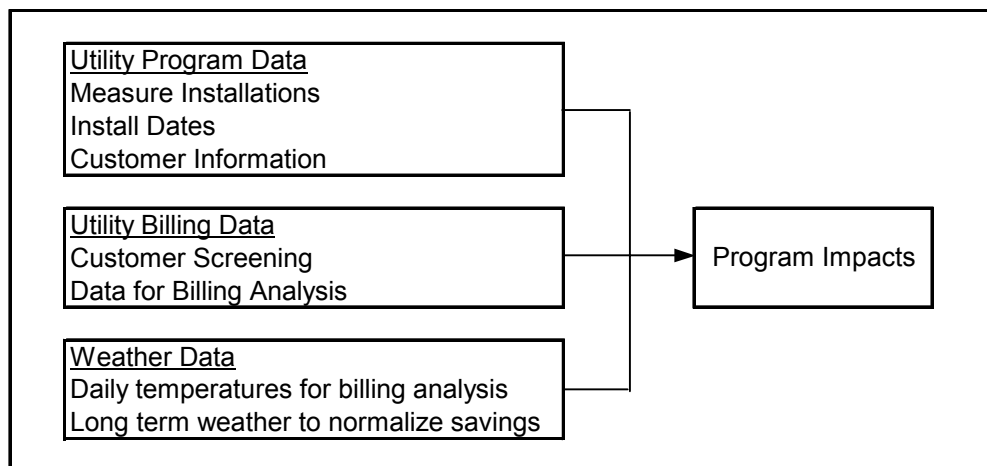 Utility Program Data
Measure Installations
Install Dates
Customer Information
Utility Billing Data
Customer Screening
Data for Billing Analysis
Weather Data
Daily temperatures for billing analysis
Long term weather to normalize savings
Program Impacts